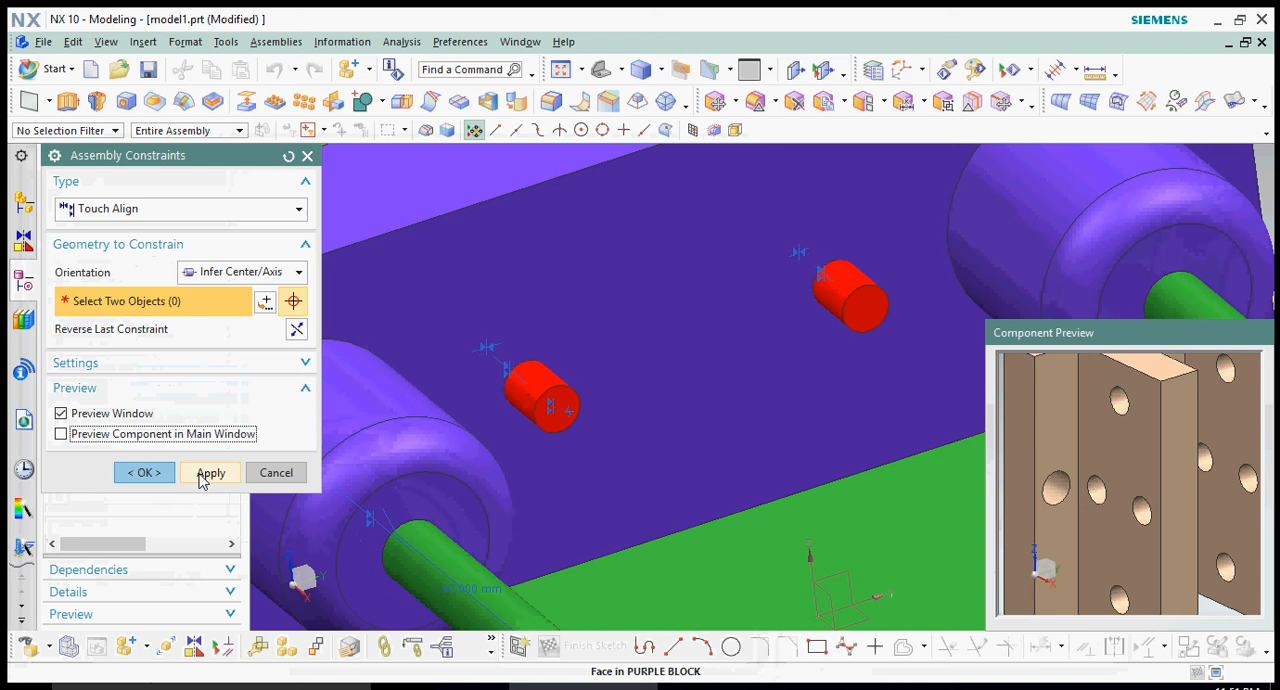 NX NX 10 - Modeling - [model1.prt (Modified) ] SIEMENS
File Edit View Insert Format Tools Assemblies Information Analysis Preferences Window Help
Start Find a Command
No Selection Filter Entire Assembly
Assembly Constraints
Type
Touch Align
Geometry to Constrain
Orientation Infer Center/Axis
* Select Two Objects (0)
Reverse Last Constraint
Settings
Preview
Preview Window
Preview Component in Main Window
< OK > Apply Cancel
Component Preview
Dependencies
Details
Preview
Finish Sketch
Face in PURPLE BLOCK